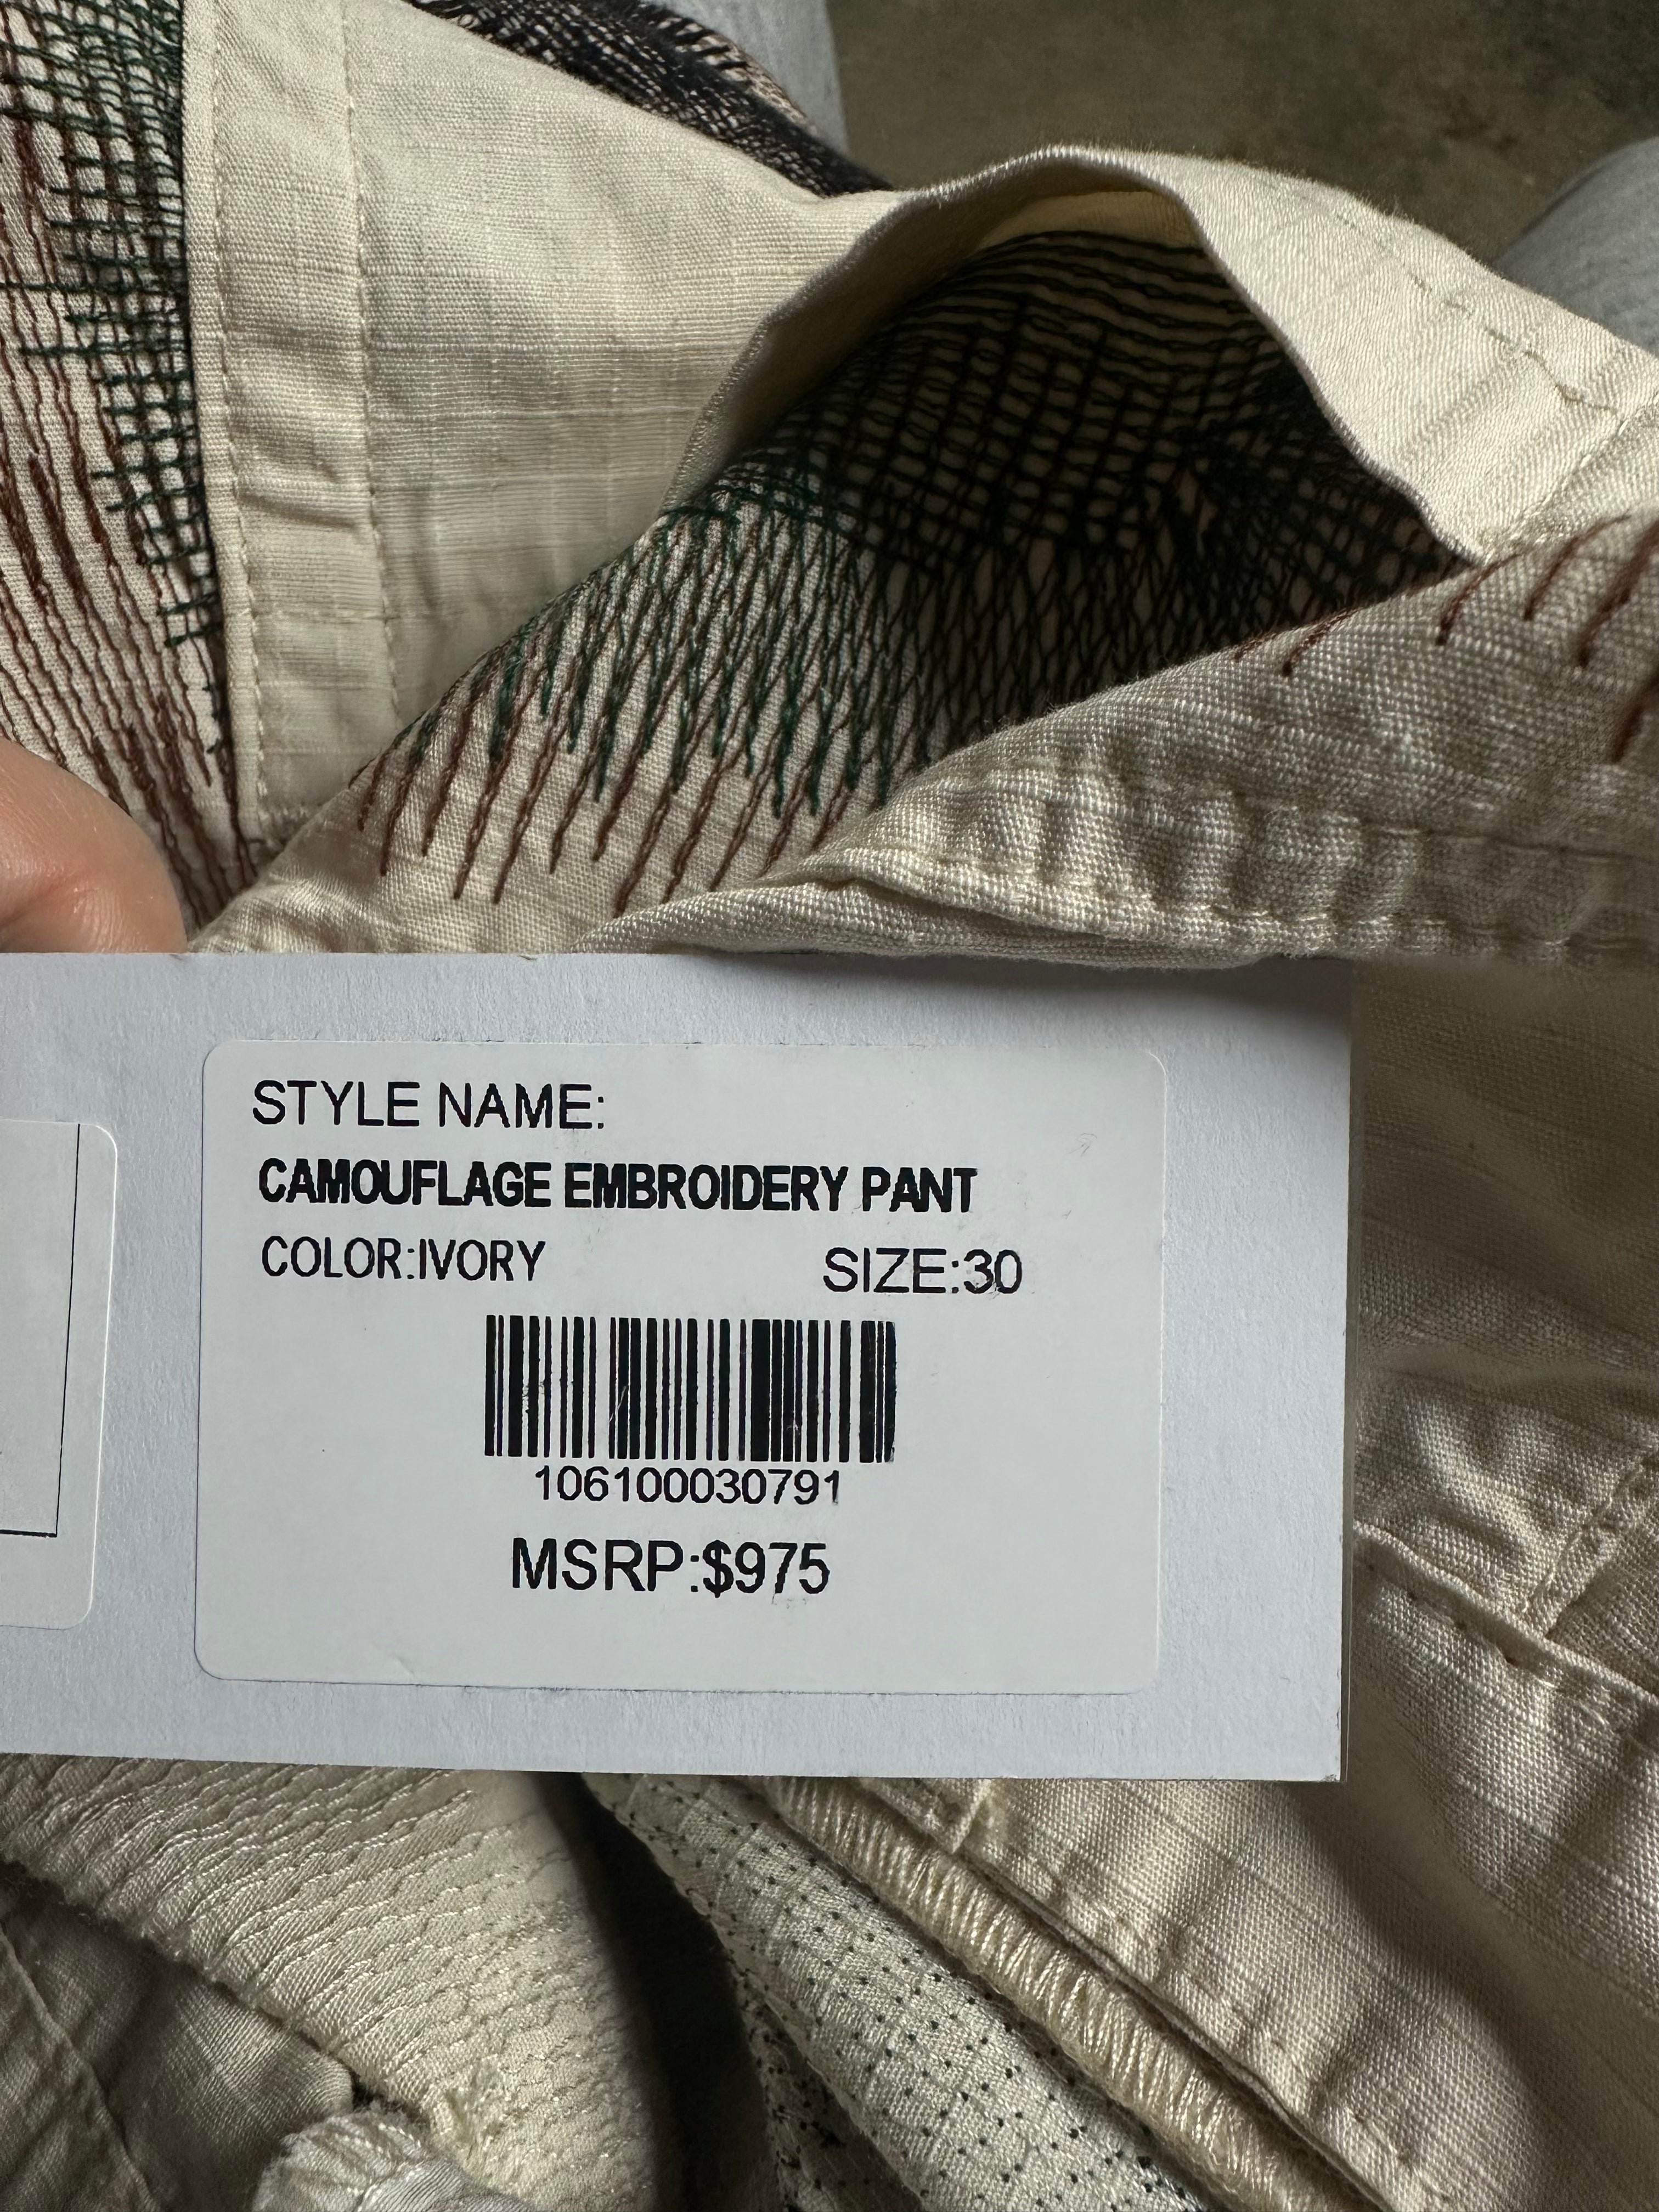 STYLE NAME:
CAMOUFLAGE EMBROIDERY PANT
COLOR:IVORY SIZE:30
106100030791
MSRP:$975